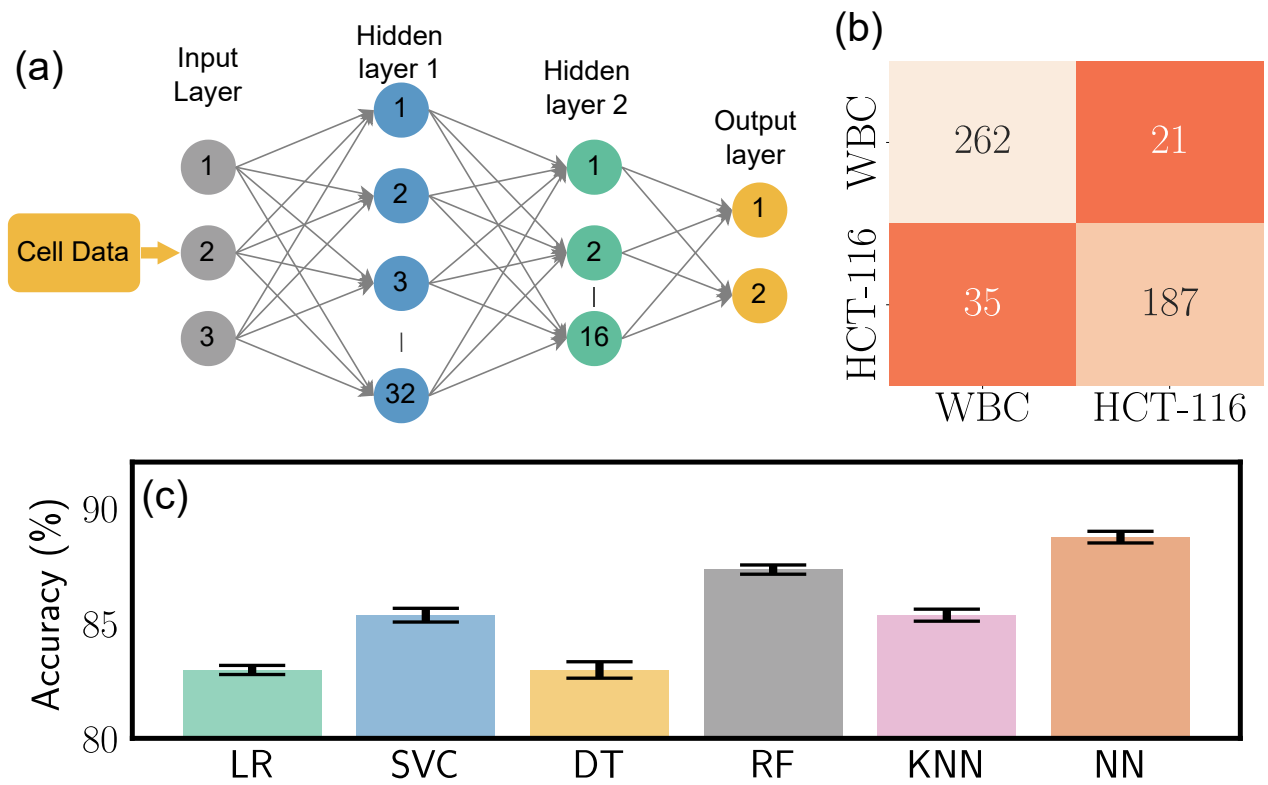 (a)
Input
Layer
Hidden
layer 1
Hidden
layer 2
Output
layer
Cell Data
1
2
3
1
2
3
32
1
2
16
1
2
(b)
WBC
HCT-116
262
21
35
187
WBC
HCT-116
(c)
Accuracy (%)
90
85
80
LR
SVC
DT
RF
KNN
NN